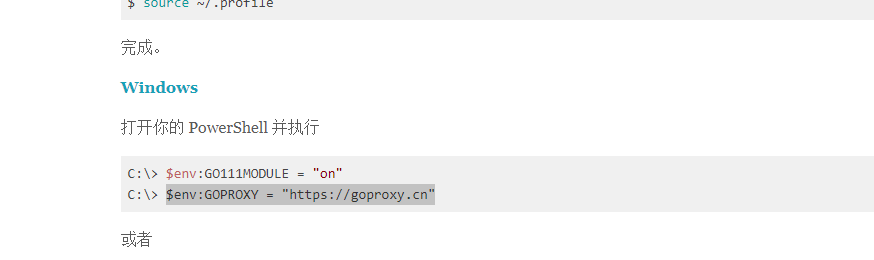 $ source ~/.profile
完成。
Windows
打开你的 PowerShell 并执行
C:\> $env:GO111MODULE = "on"
C:\> $env:GOPROXY = "https://goproxy.cn"
或者